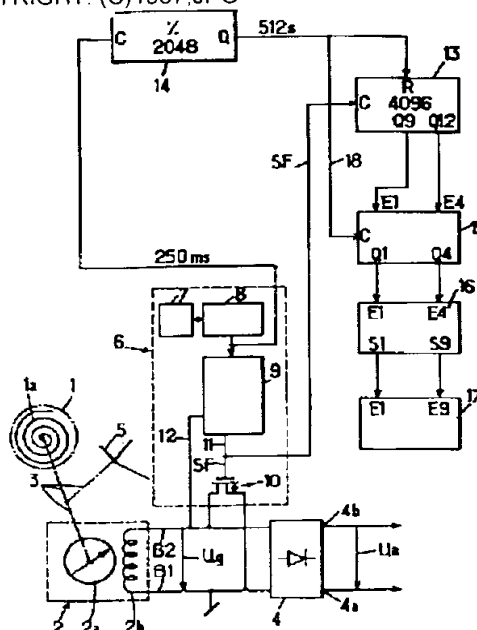 C % 2048 Q
512s
14
13
R
C 4096
Q9 Q12
SF
18
E1 E4
C
Q1 Q4
250 ms
16
E1 E4
S1 S9
7 8
6
9
17
E1 E9
1a 1
5
12
11
3
SF
10
4b
B2
Ug
Ua
B1
4a
2 2a 2b
4